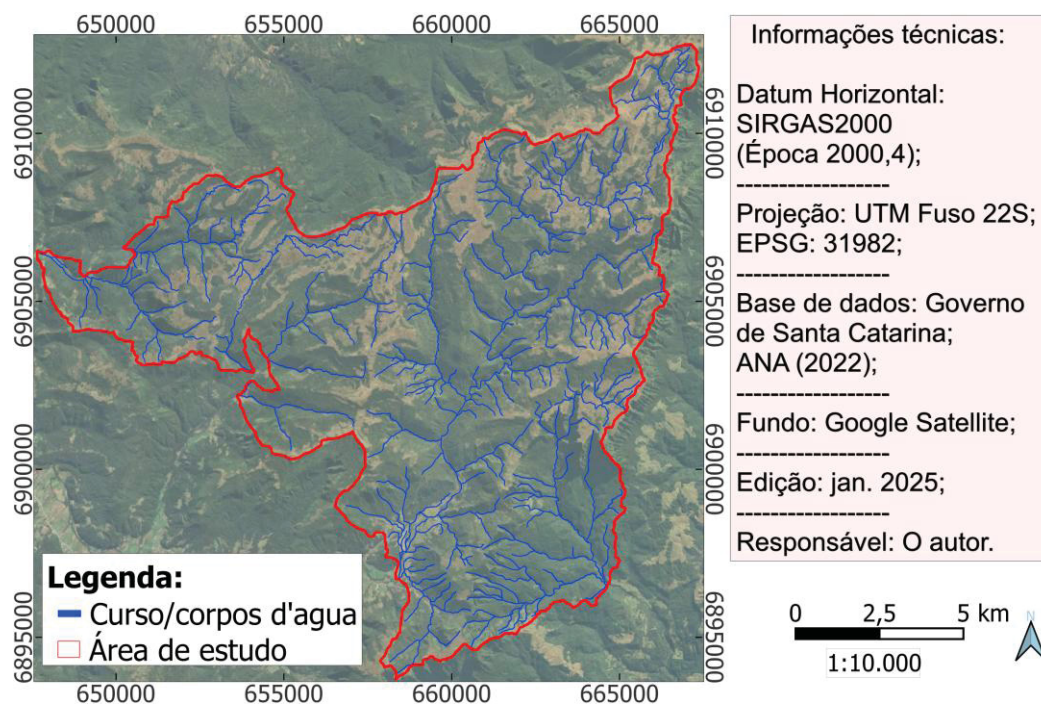 650000 655000 660000 665000
6910000
6905000
6900000
6895000
6910000
6905000
6900000
6895000
Legenda:
Curso/corpos d'agua
Área de estudo
650000 655000 660000 665000
Informações técnicas:
Datum Horizontal:
SIRGAS2000
(Época 2000,4);
------------------
Projeção: UTM Fuso 22S;
EPSG: 31982;
------------------
Base de dados: Governo
de Santa Catarina;
ANA (2022);
------------------
Fundo: Google Satellite;
------------------
Edição: jan. 2025;
------------------
Responsável: O autor.
0 2,5 5 km
1:10.000
N